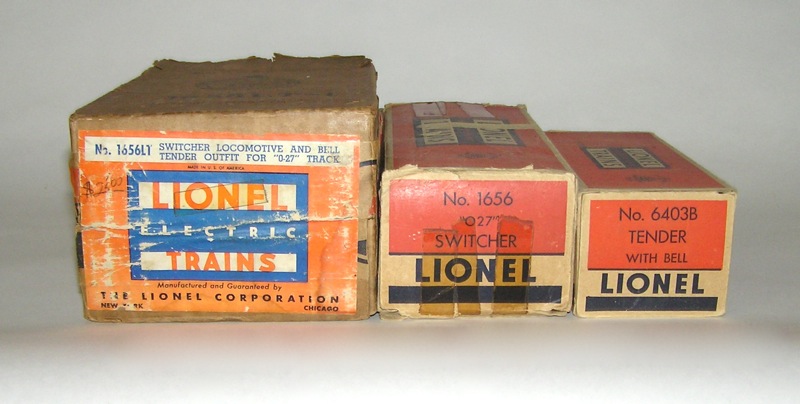 No. 1656LT SWITCHER LOCOMOTIVE AND BELL
TENDER OUTFIT FOR "O-27" TRACK
MADE IN U.S. OF AMERICA
LIONEL
ELECTRIC
TRAINS
Manufactured and Guaranteed by
THE LIONEL CORPORATION
NEW YORK CHICAGO
No. 1656
"O27"
SWITCHER
LIONEL
No. 6403B
TENDER
WITH BELL
LIONEL